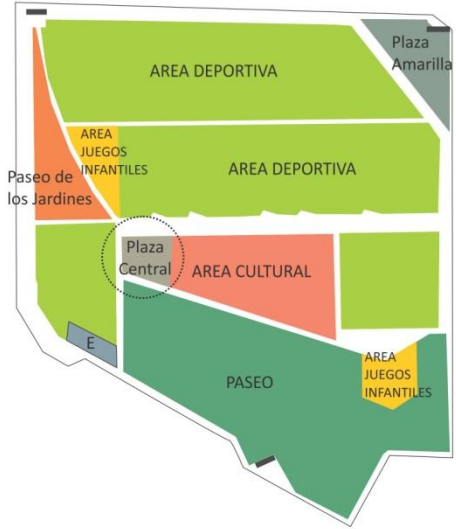 Plaza
Amarilla
AREA DEPORTIVA
AREA
JUEGOS
INFANTILES
AREA DEPORTIVA
Paseo de
los Jardines
Plaza
Central
AREA CULTURAL
E
AREA
JUEGOS
INFANTILES
PASEO